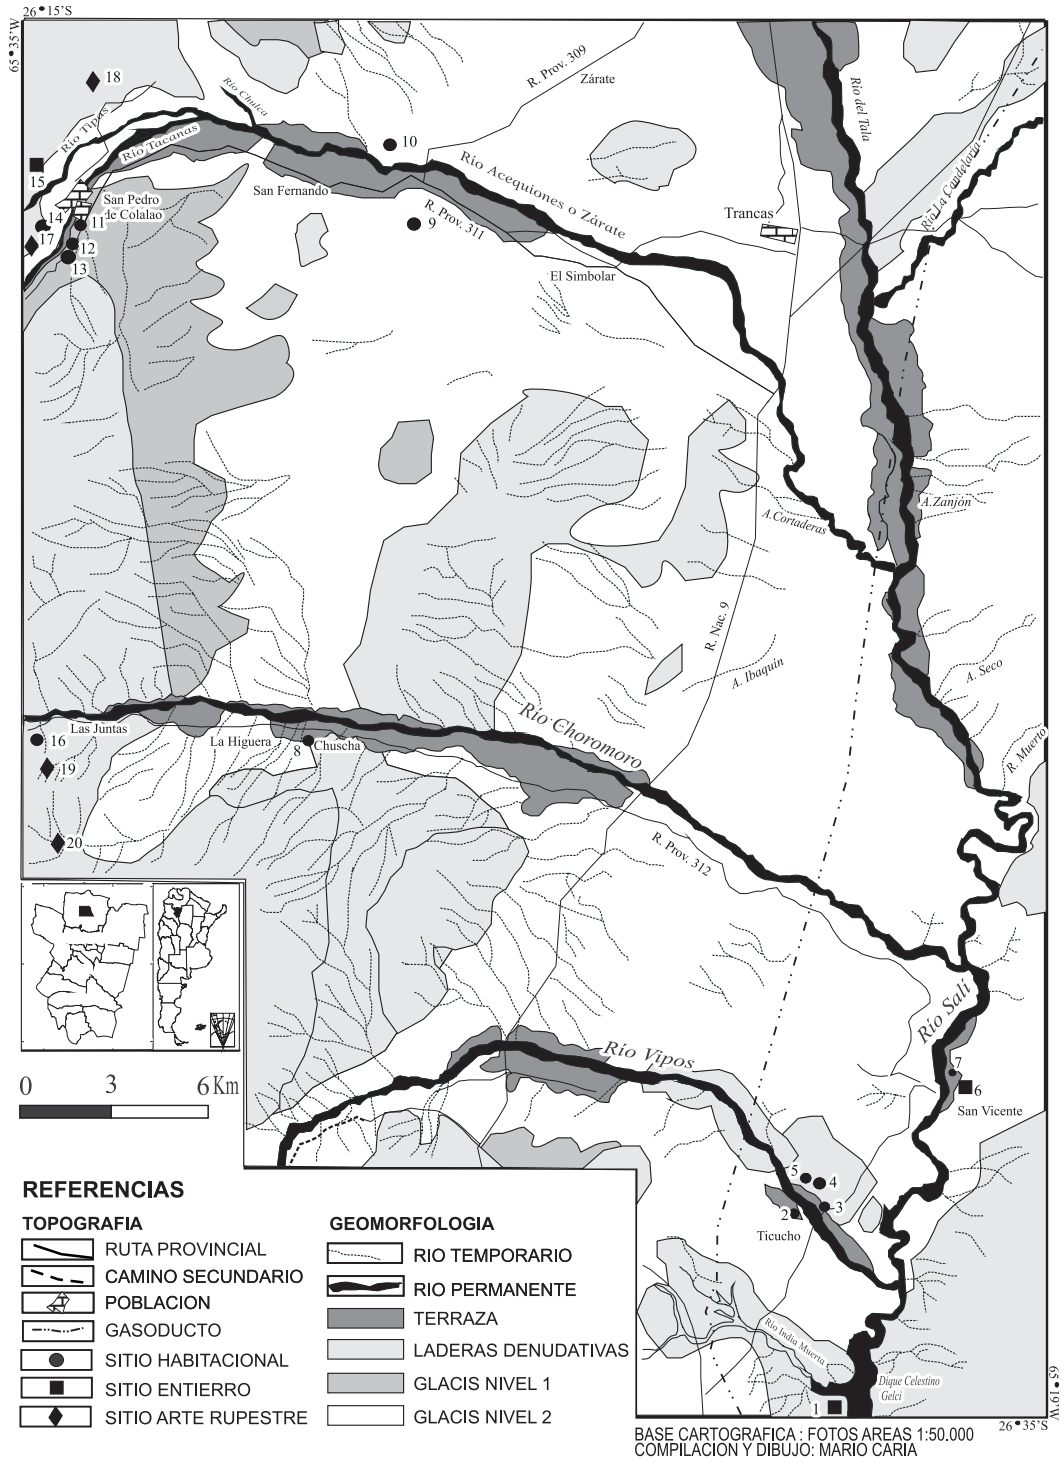 26°15'S
65°35'W
18
R. Prov. 309
Zárate
Río Chulca
Río Tipas
Río Tacanas
Río del Tala
10
15
San Fernando
Río Acequiones o Zárate
Río La Candelaria
San Pedro
de Colalao
14
11
R. Prov. 311
9
Trancas
17
12
13
El Simbolar
A.Zanjón
A.Cortaderas
R. Nac. 9
A. Ibaquín
A. Seco
Río Choromoro
R. Muerto
Las Juntas
16
La Higuera
8
Chuscha
19
20
R. Prov. 312
Río Salí
Río Vipos
7
6
San Vicente
0 3 6 Km
5
4
3
2
Ticucho
Río India Muerta
Dique Celestino
Gelci
1
65°19'W
26°35'S
REFERENCIAS
TOPOGRAFIA
RUTA PROVINCIAL
CAMINO SECUNDARIO
POBLACION
GASODUCTO
SITIO HABITACIONAL
SITIO ENTIERRO
SITIO ARTE RUPESTRE
GEOMORFOLOGIA
RIO TEMPORARIO
RIO PERMANENTE
TERRAZA
LADERAS DENUDATIVAS
GLACIS NIVEL 1
GLACIS NIVEL 2
BASE CARTOGRAFICA : FOTOS AREAS 1:50.000
COMPILACION Y DIBUJO: MARIO CARIA